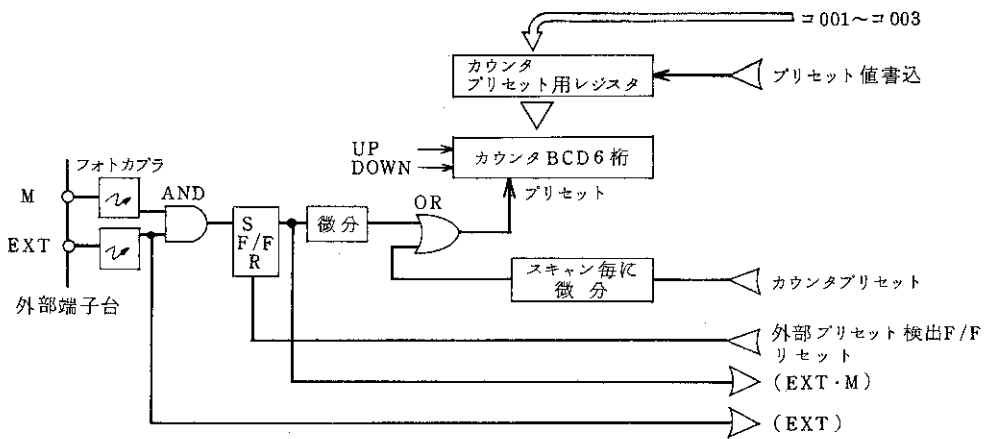 コ001～コ003
カウンタ
プリセット用レジスタ
プリセット値書込
UP
DOWN
カウンタBCD6桁
プリセット
フォトカプラ
M
AND
OR
S
F/F
R
微分
EXT
スキャン毎に
微分
カウンタプリセット
外部端子台
外部プリセット検出F/F
リセット
(EXT・M)
(EXT)